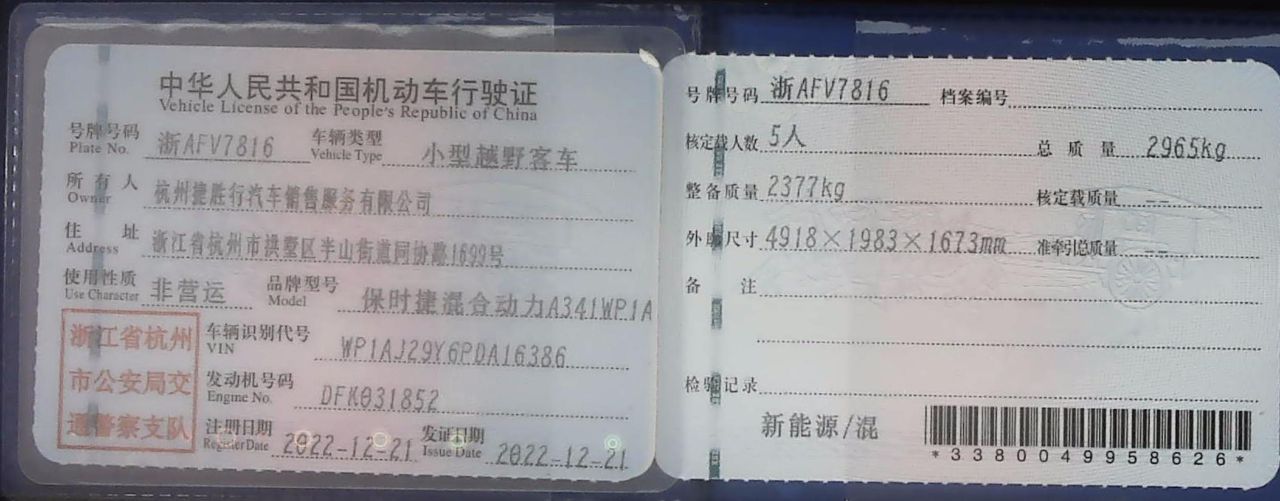 中华人民共和国机动车行驶证
Vehicle License of the People's Republic of China
号牌号码 浙AFV7816 车辆类型 小型越野客车
Plate No. Vehicle Type
所有人 杭州捷胜行汽车销售服务有限公司
Owner
住址 浙江省杭州市拱墅区半山街道同协路1699号
Address
使用性质 非营运 品牌型号 保时捷混合动力A341WP1A
Use Character Model
浙江省杭州
市公安局交
通警察支队
车辆识别代号 WP1AJ29Y6PDA16386
VIN
发动机号码 DFK031852
Engine No.
注册日期 2022-12-21 发证日期 2022-12-21
Register Date Issue Date
号牌号码 浙AFV7816 档案编号
核定载人数 5人 总质量 2965kg
整备质量 2377kg 核定载质量 --
外廓尺寸 4918×1983×1673mm 准牵引总质量 --
备注
检验记录
新能源/混
*3380049958626*